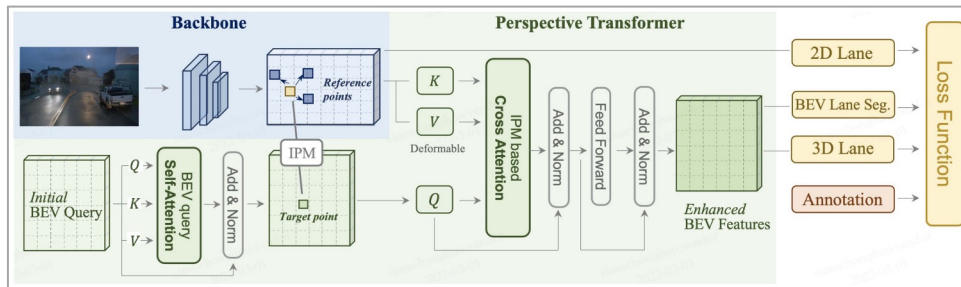 Backbone
Perspective Transformer
Reference
points
IPM
Initial
BEV Query
Q
K
V
BEV query
Self-Attention
Add & Norm
Target point
K
V
Deformable
Q
IPM based
Cross Attention
Add & Norm
Feed Forward
Add & Norm
Enhanced
BEV Features
2D Lane
BEV Lane Seg.
3D Lane
Annotation
Loss Function